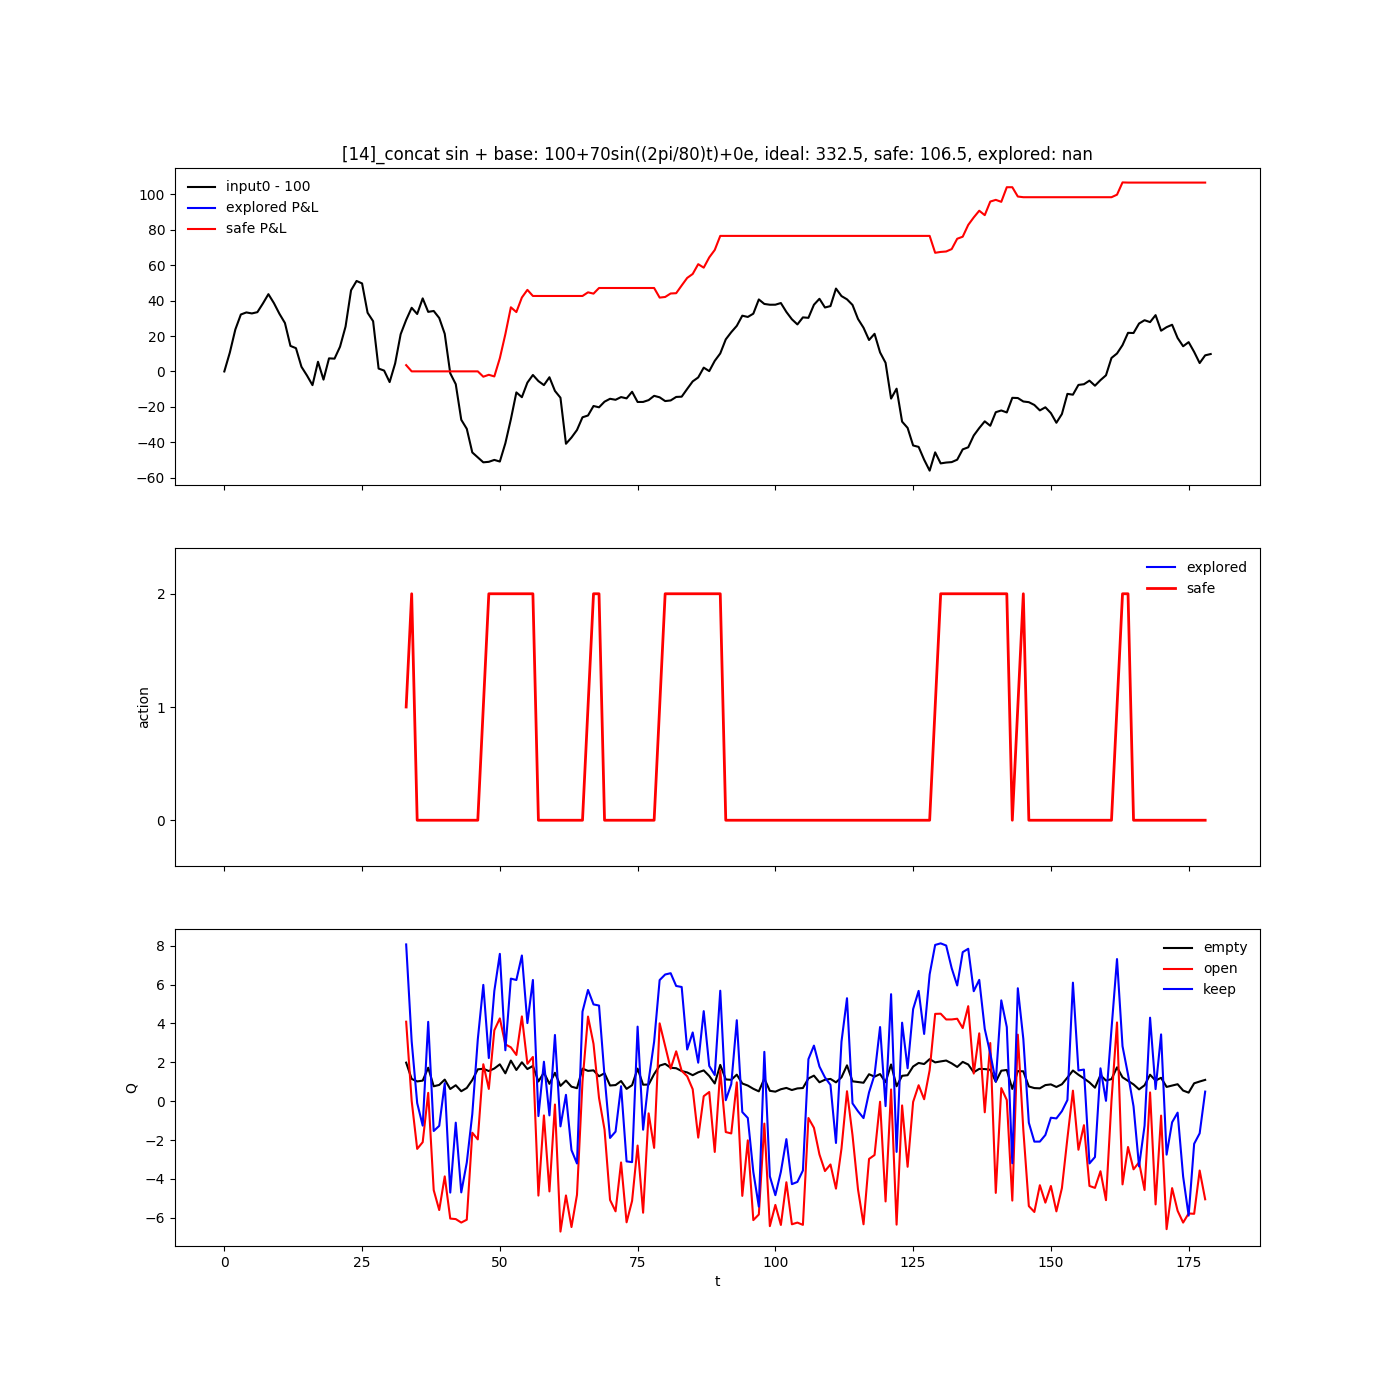 [14]_concat sin + base: 100+70sin((2pi/80)t)+0e, ideal: 332.5, safe: 106.5, explored: nan
input0 - 100
explored P&L
safe P&L
100
80
60
40
20
0
−20
−40
−60
explored
safe
2
1
0
action
empty
open
keep
8
6
4
2
0
−2
−4
−6
Q
0 25 50 75 100 125 150 175
t